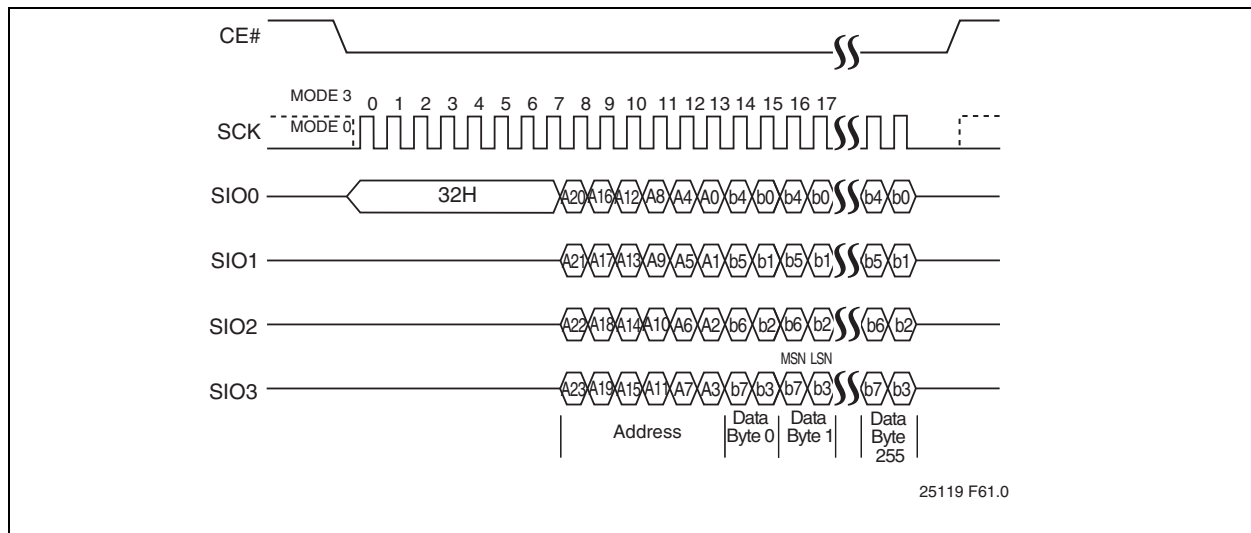 CE#
MODE 3
0 1 2 3 4 5 6 7 8 9 10 11 12 13 14 15 16 17
SCK
MODE 0
SIO0 32H A20 A16 A12 A8 A4 A0 b4 b0 b4 b0 b4 b0
SIO1 A21 A17 A13 A9 A5 A1 b5 b1 b5 b1 b5 b1
SIO2 A22 A18 A14 A10 A6 A2 b6 b2 b6 b2 b6 b2
MSN LSN
SIO3 A23 A19 A15 A11 A7 A3 b7 b3 b7 b3 b7 b3
Address
Data
Byte 0
Data
Byte 1
Data
Byte
255
25119 F61.0